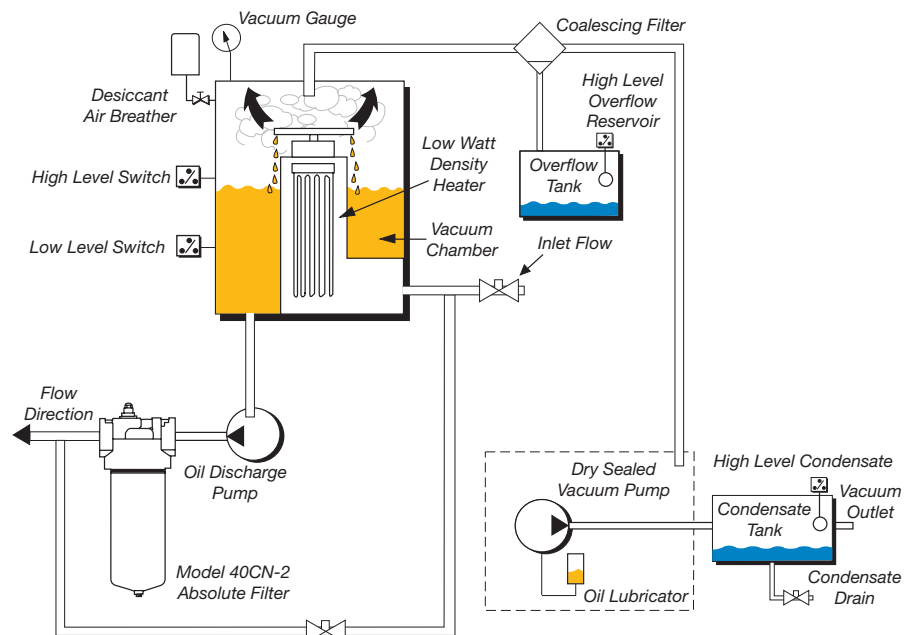 Vacuum Gauge
Coalescing Filter
Desiccant
Air Breather
High Level
Overflow
Reservoir
Low Watt
Density
Heater
Overflow
Tank
High Level Switch
Low Level Switch
Vacuum
Chamber
Inlet Flow
Flow
Direction
Oil Discharge
Pump
Dry Sealed
Vacuum Pump
High Level Condensate
Condensate
Tank
Vacuum
Outlet
Model 40CN-2
Absolute Filter
Oil Lubricator
Condensate
Drain